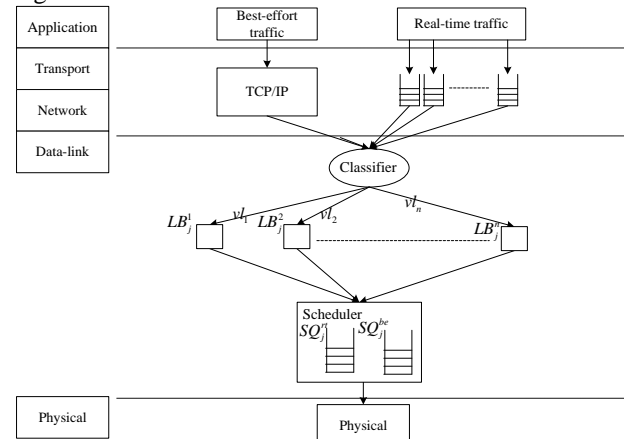 Application
Best-effort
traffic
Real-time traffic
Transport
TCP/IP
Network
Data-link
Classifier
LB_j^1
vl_1
LB_j^2
vl_2
vl_n
LB_j^n
Scheduler
SQ_j^rt
SQ_j^be
Physical
Physical